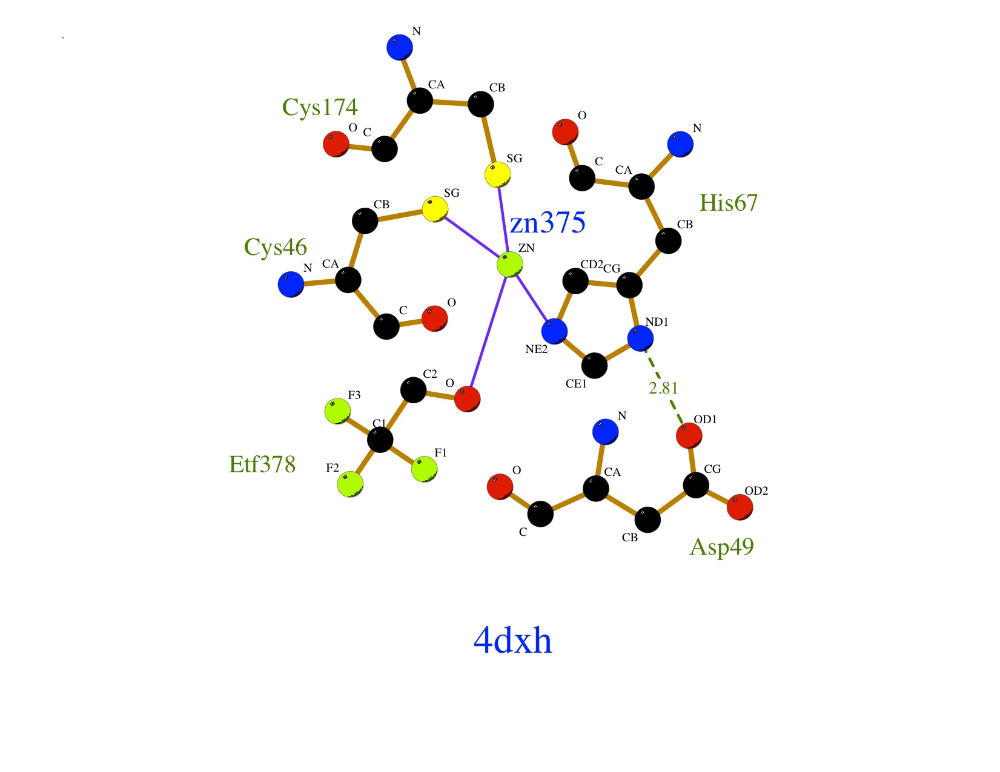 N
CA
CB
Cys174
O
C
O
N
SG
C
CA
SG
His67
CB
zn375
CB
Cys46
ZN
N
CA
CD2
CG
O
C
ND1
NE2
C2
O
CE1
2.81
F3
N
OD1
C1
F1
Etf378
F2
O
CA
CG
OD2
C
CB
Asp49
4dxh